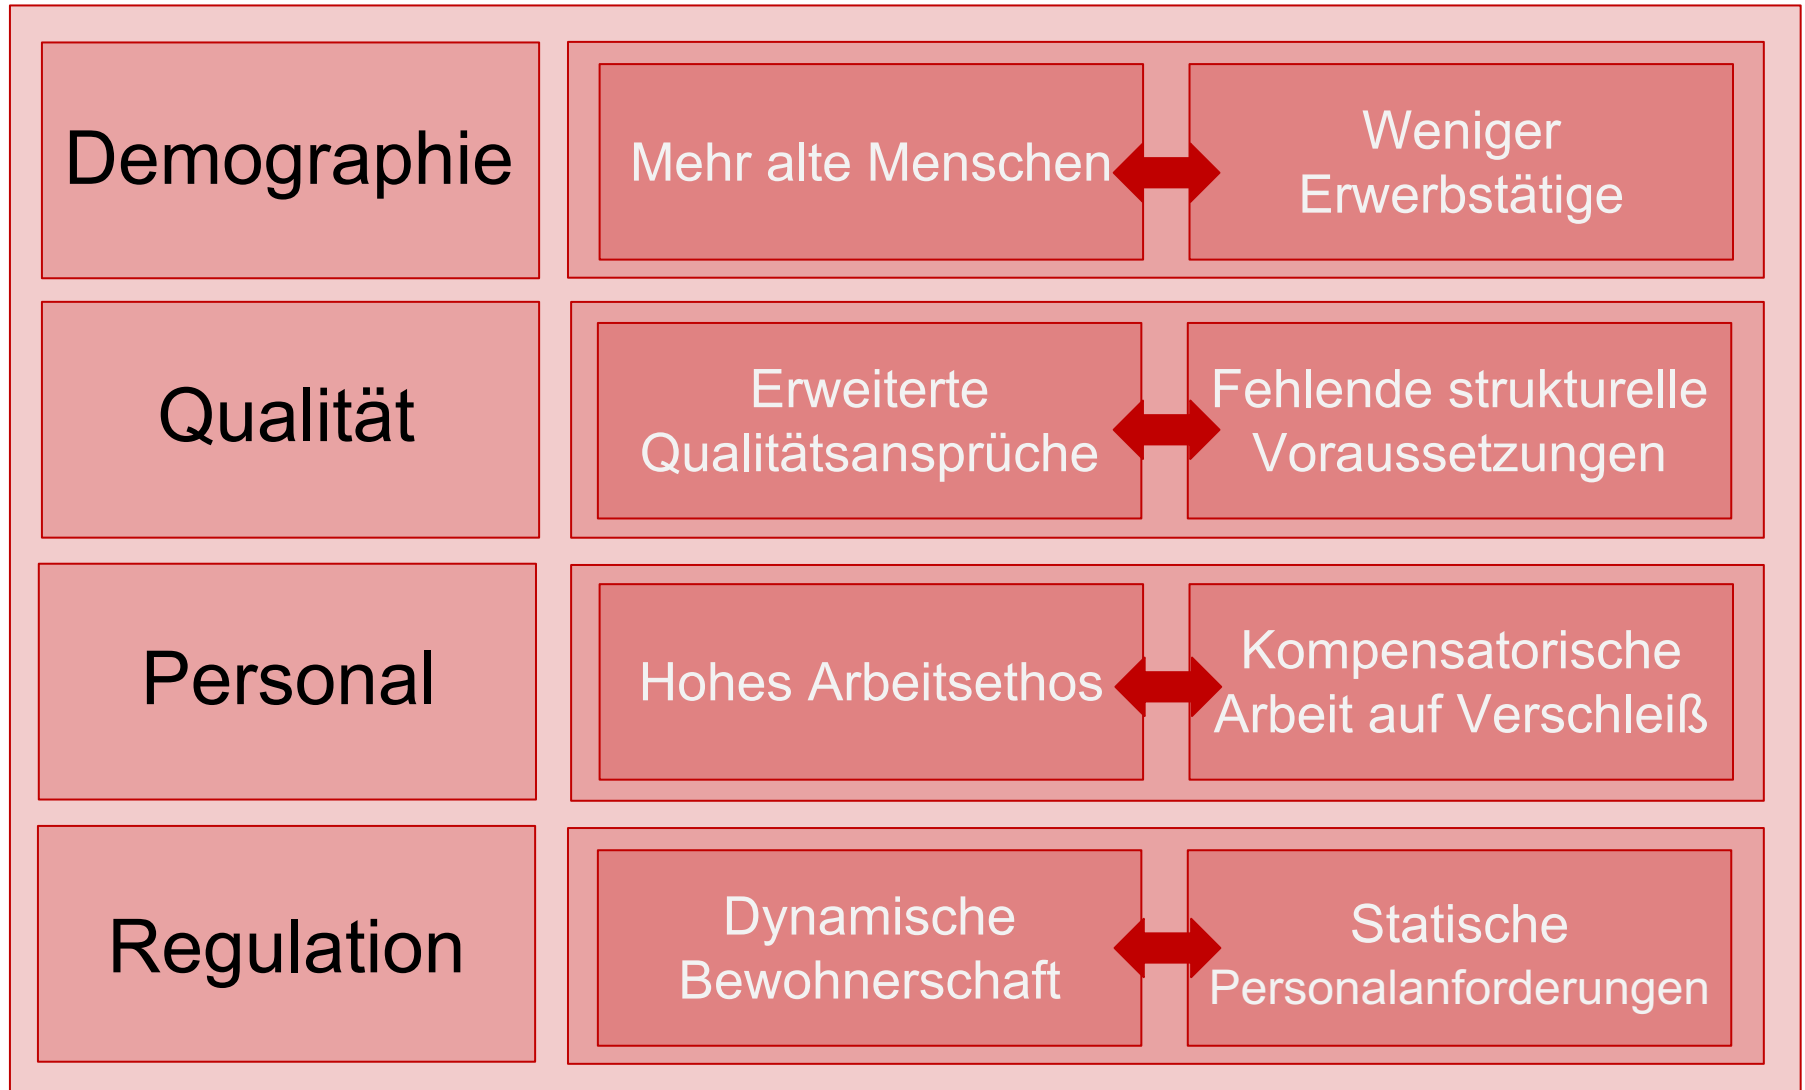 Demographie
Mehr alte Menschen
Weniger
Erwerbstätige
Qualität
Erweiterte
Qualitätsansprüche
Fehlende strukturelle
Voraussetzungen
Personal
Hohes Arbeitsethos
Kompensatorische
Arbeit auf Verschleiß
Regulation
Dynamische
Bewohnerschaft
Statische
Personalanforderungen